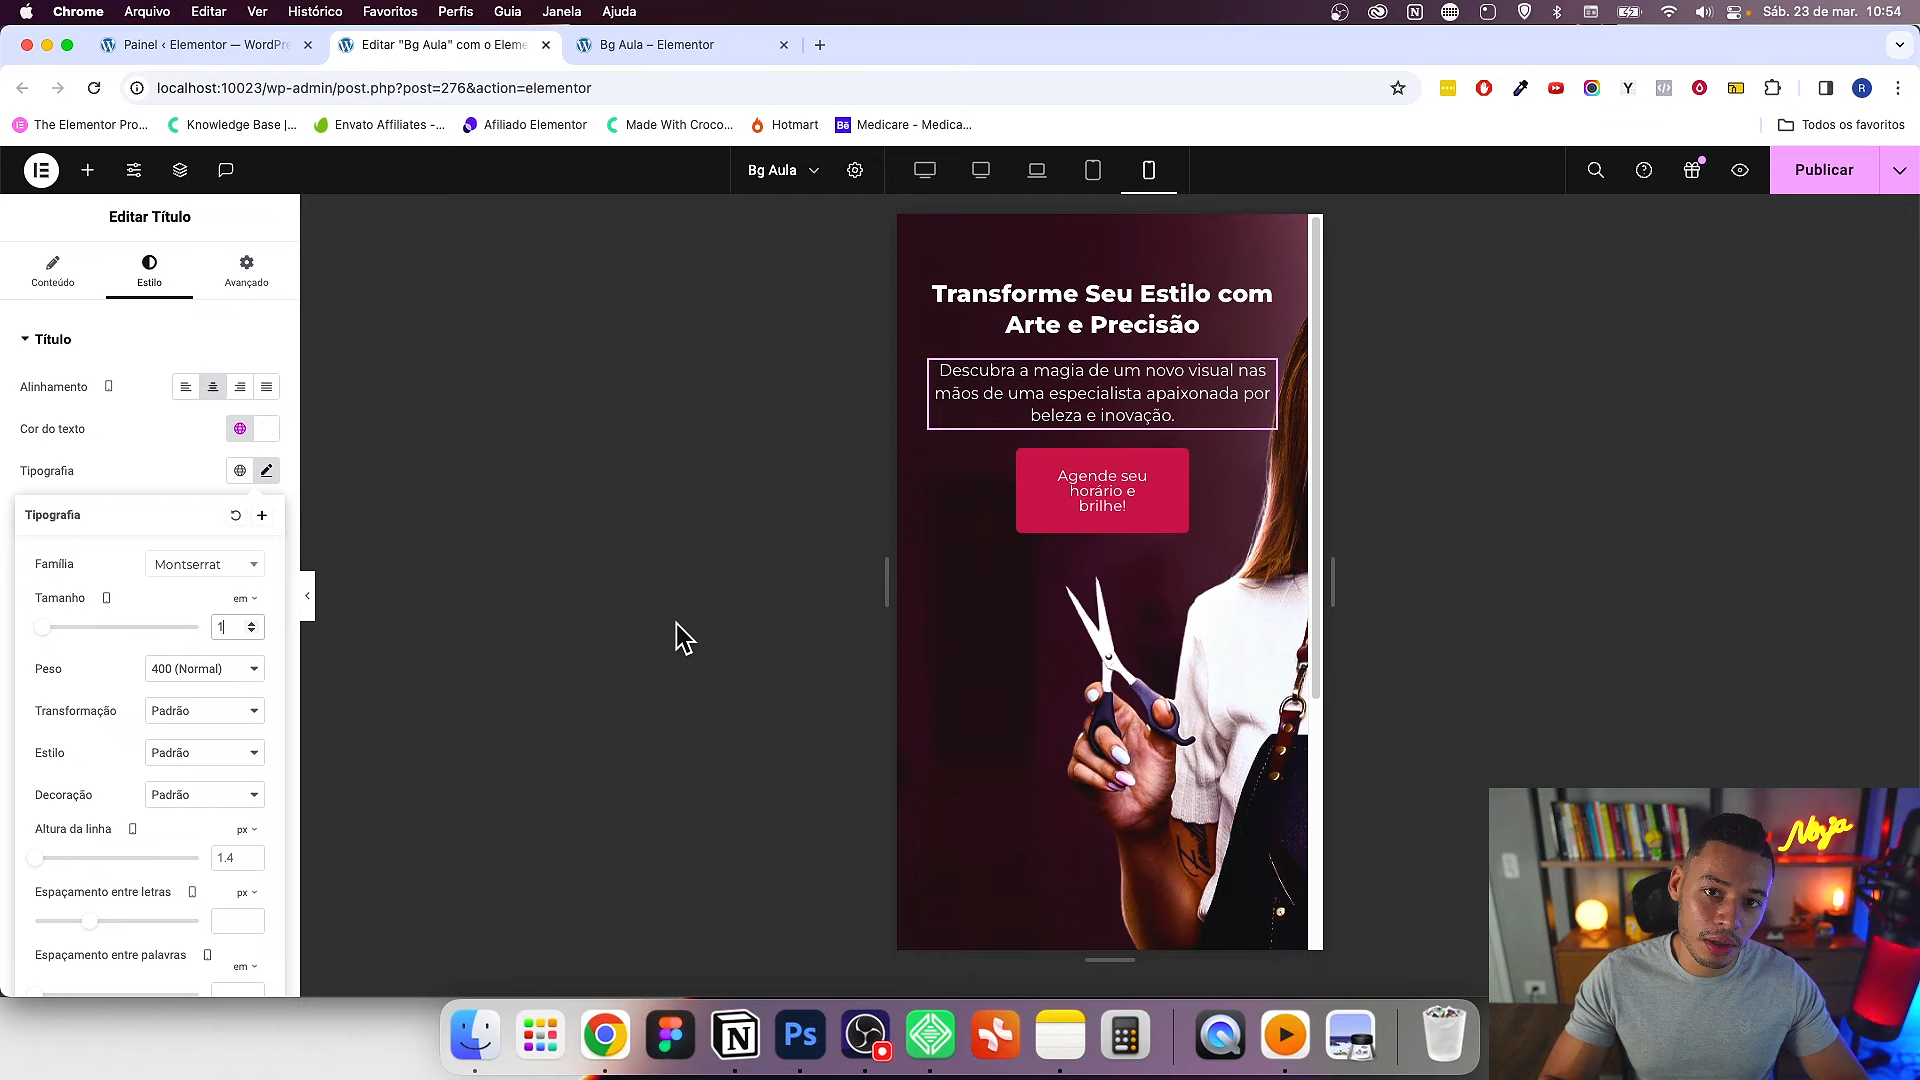 Chrome Arquivo Editar Ver Histórico Favoritos Perfis Guia Janela Ajuda
Sáb. 23 de mar. 10:54
Painel ‹ Elementor — WordPre
Editar "Bg Aula" com o Eleme
Bg Aula – Elementor
localhost:10023/wp-admin/post.php?post=276&action=elementor
The Elementor Pro...
Knowledge Base |...
Envato Affiliates -...
Afiliado Elementor
Made With Croco...
Hotmart
Bē
Medicare - Medica...
Todos os favoritos
Bg Aula
Publicar
Editar Título
Conteúdo
Estilo
Avançado
Título
Alinhamento
Cor do texto
Tipografia
Tipografia
Família
Montserrat
Tamanho
em
1
Peso
400 (Normal)
Transformação
Padrão
Estilo
Padrão
Decoração
Padrão
Altura da linha
px
1.4
Espaçamento entre letras
px
Espaçamento entre palavras
em
Transforme Seu Estilo com
Arte e Precisão
Descubra a magia de um novo visual nas
mãos de uma especialista apaixonada por
beleza e inovação.
Agende seu
horário e
brilhe!
Ps